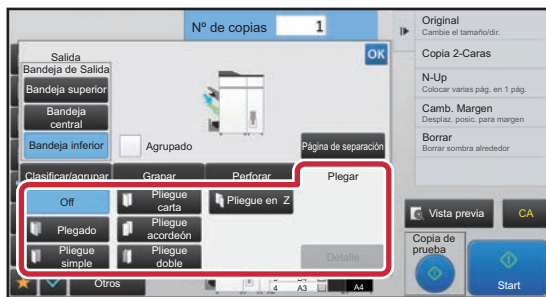 Nº de copias 1
Salida
Bandeja de Salida
Bandeja superior
Bandeja
central
Bandeja inferior
Agrupado
Página de separación
OK
Clasificar/agrupar
Grapar
Perforar
Plegar
Off
Pliegue
carta
Pliegue en Z
Plegado
Pliegue
acordeón
Pliegue
simple
Pliegue
doble
Detalle
Otros
4 A3
A4
Original
Cambie el tamaño/dir.
Copia 2-Caras
N-Up
Colocar varias pág. en 1 pág.
Camb. Margen
Desplaz. posic. para margen
Borrar
Borrar sombra alrededor
Vista previa
CA
Copia de
prueba
Start